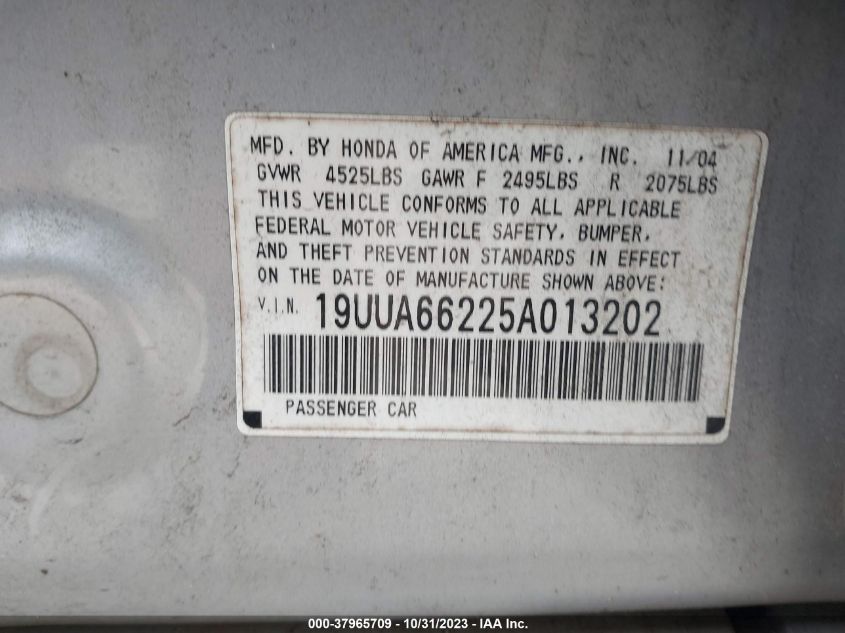 MFD. BY HONDA OF AMERICA MFG., INC. 11/04
GVWR 4525LBS GAWR F 2495LBS R 2075LBS
THIS VEHICLE CONFORMS TO ALL APPLICABLE
FEDERAL MOTOR VEHICLE SAFETY, BUMPER,
AND THEFT PREVENTION STANDARDS IN EFFECT
ON THE DATE OF MANUFACTURE SHOWN ABOVE:
V.I.N. 19UUA66225A013202
PASSENGER CAR
000-37965709 - 10/31/2023 - IAA Inc.